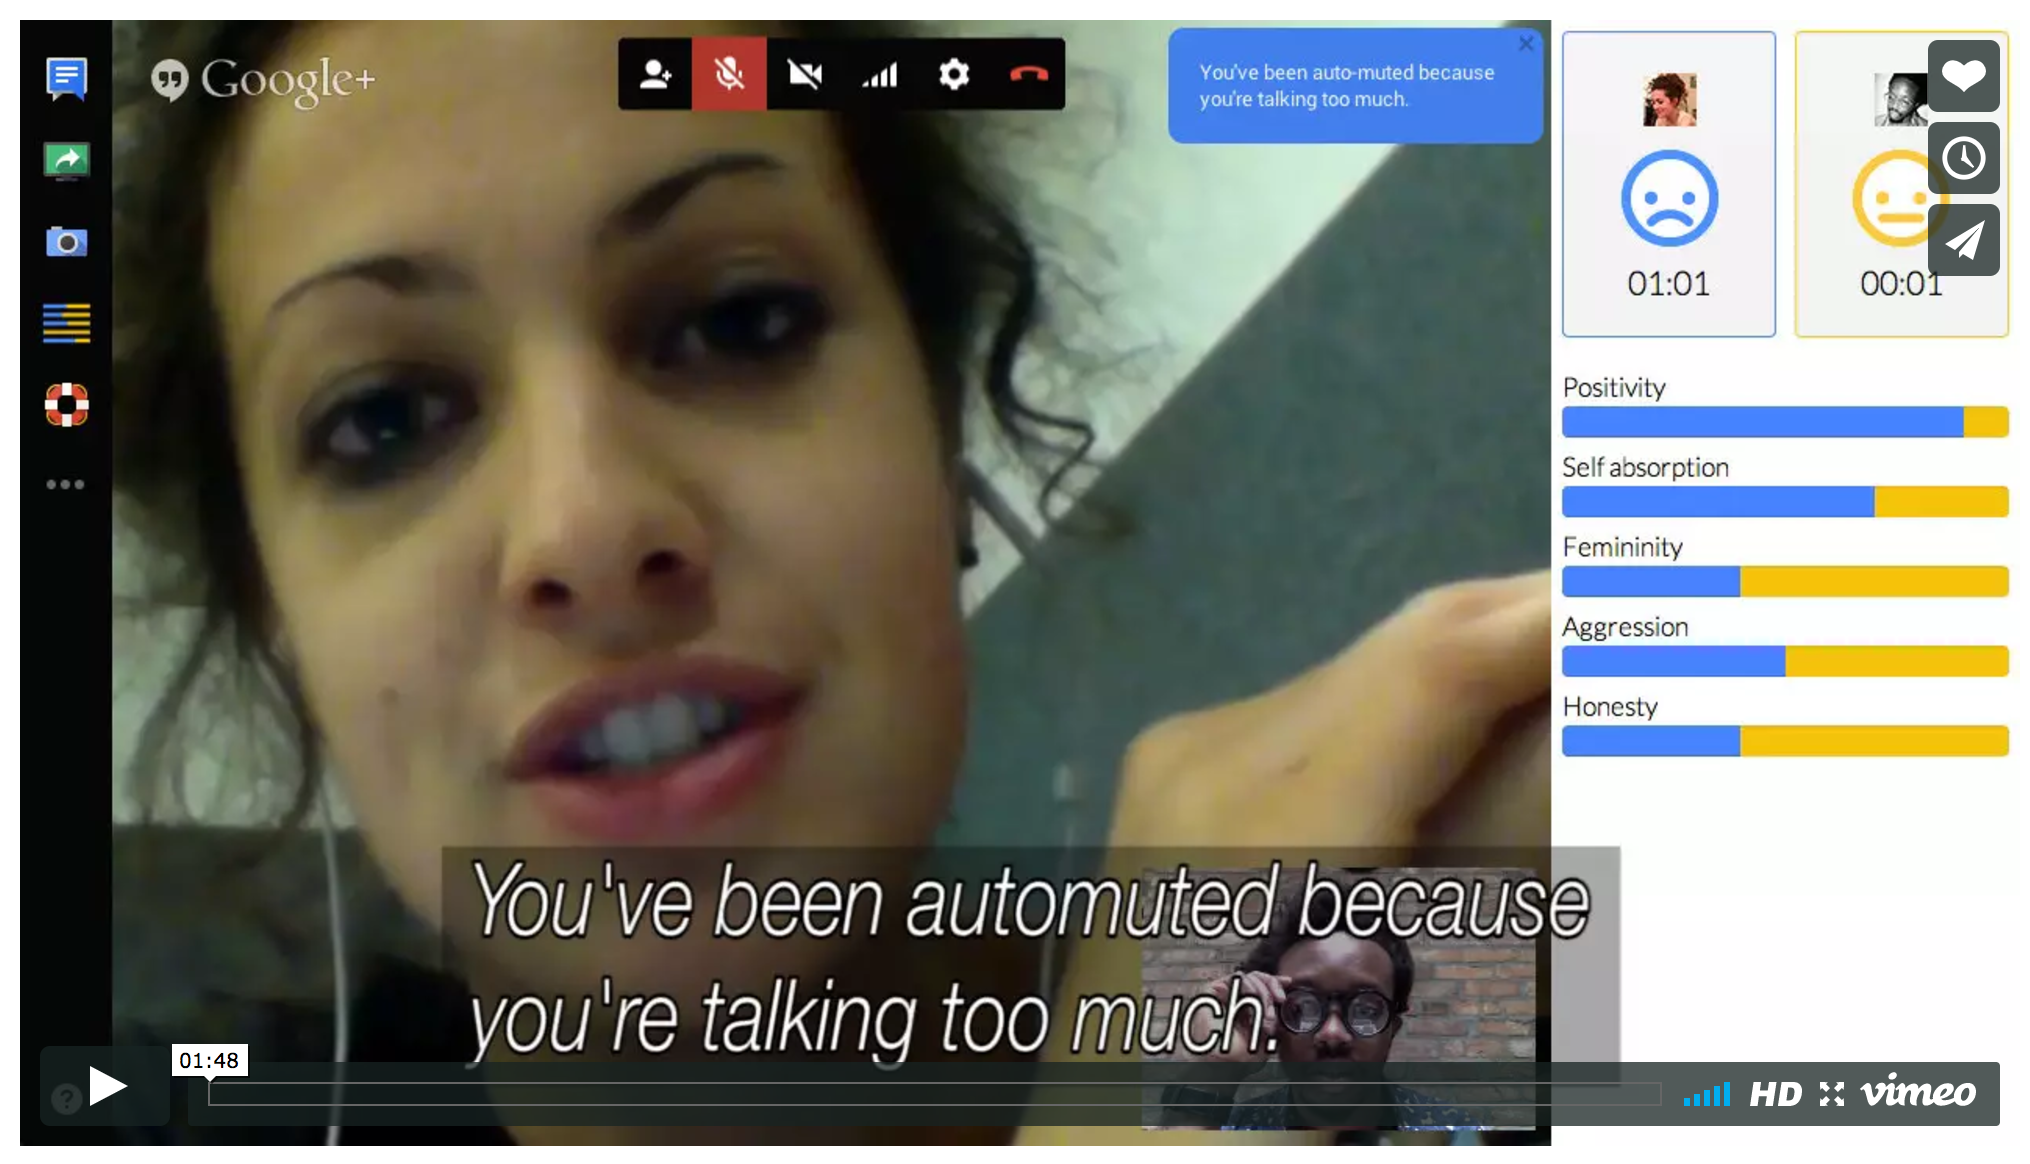 Google+
You've been auto-muted because
you're talking too much.
01:01
00:01
Positivity
Self absorption
Femininity
Aggression
Honesty
You've been automuted because
you're talking too much.
01:48
?
HD
vimeo